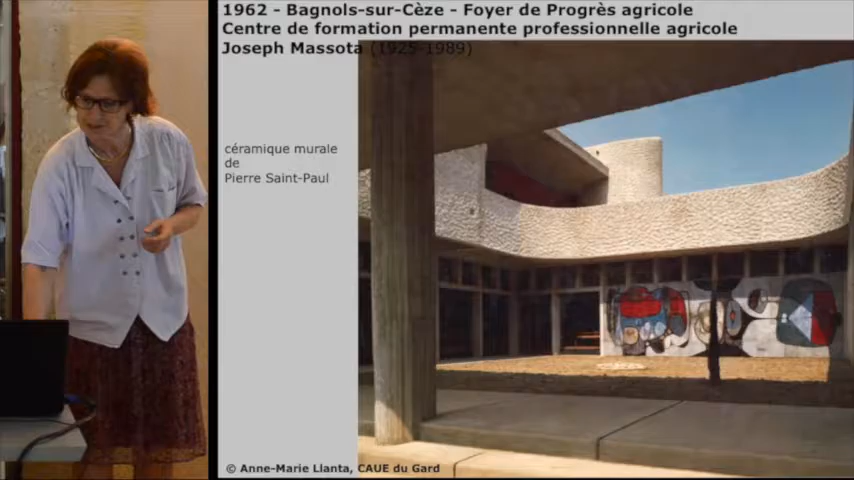 1962 - Bagnols-sur-Cèze - Foyer de Progrès agricole
Centre de formation permanente professionnelle agricole
Joseph Massota (1925-1989)
céramique murale
de
Pierre Saint-Paul
© Anne-Marie Llanta, CAUE du Gard